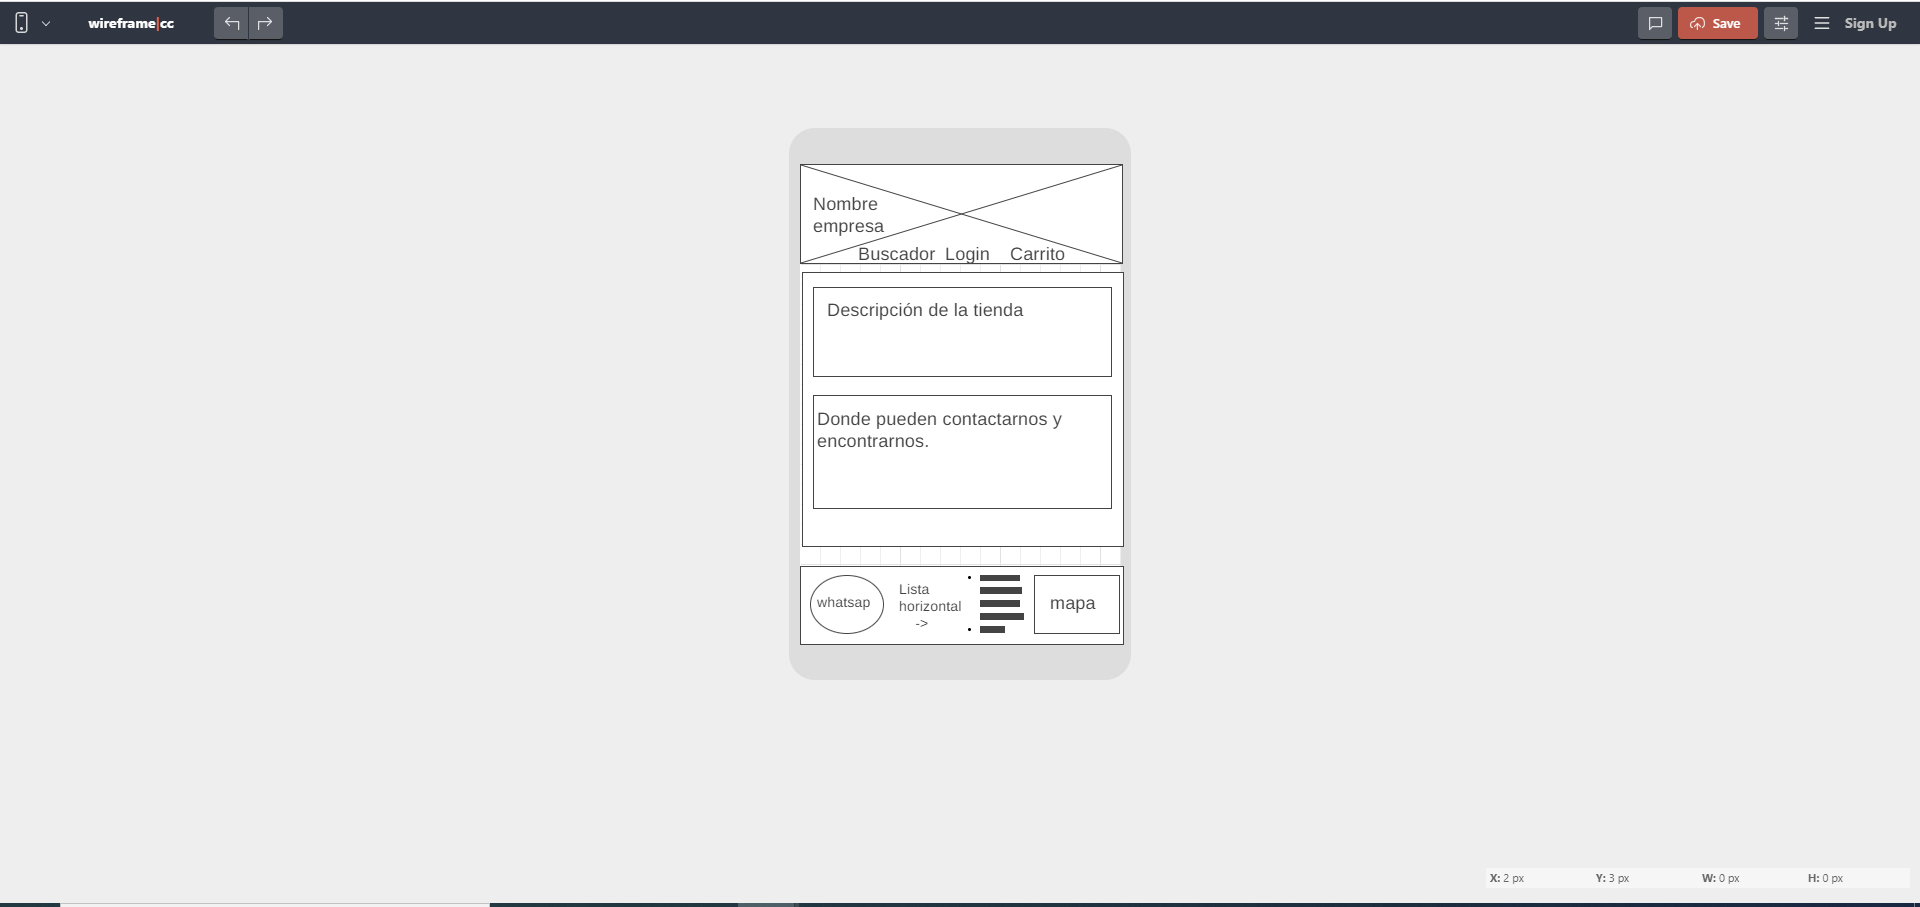 wireframe|cc
Save
Sign Up
Nombre
empresa
Buscador Login Carrito
Descripción de la tienda
Donde pueden contactarnos y
encontrarnos.
whatsap
Lista
horizontal
->
mapa
X: 2 px Y: 3 px W: 0 px H: 0 px